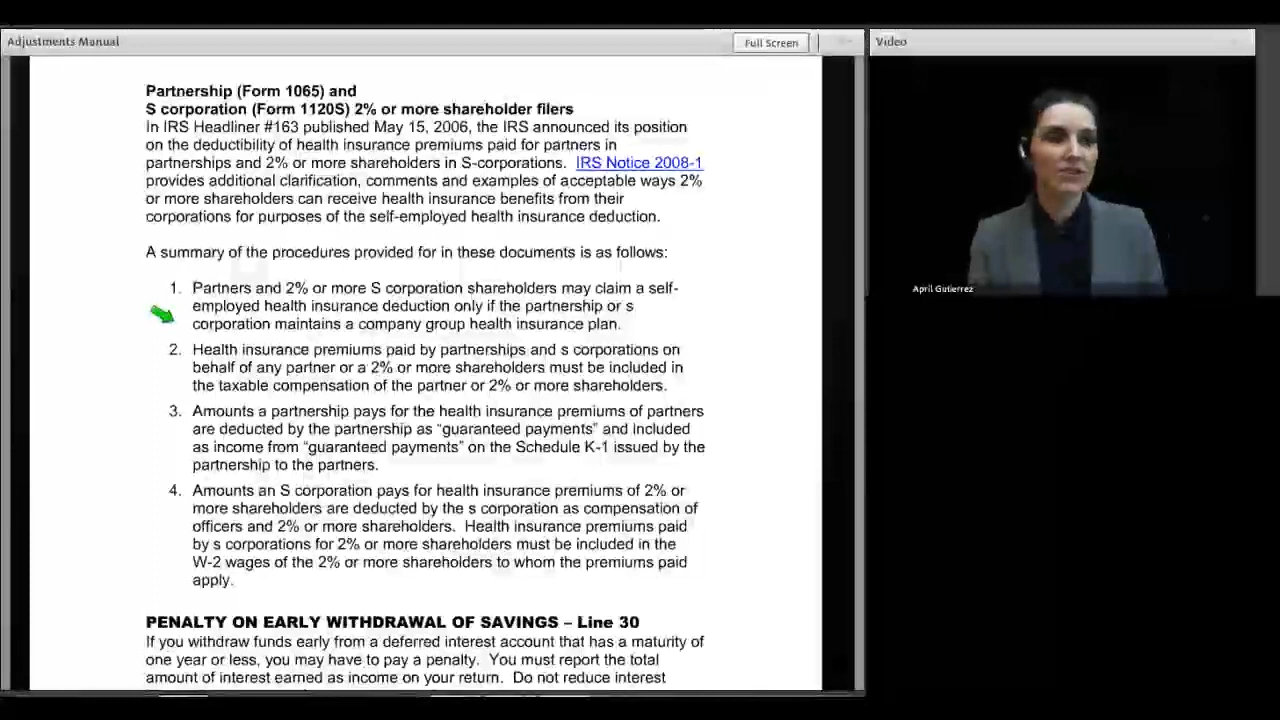 Adjustments Manual
Full Screen
Video
Partnership (Form 1065) and
S corporation (Form 1120S) 2% or more shareholder filers
In IRS Headliner #163 published May 15, 2006, the IRS announced its position
on the deductibility of health insurance premiums paid for partners in
partnerships and 2% or more shareholders in S-corporations. IRS Notice 2008-1
provides additional clarification, comments and examples of acceptable ways 2%
or more shareholders can receive health insurance benefits from their
corporations for purposes of the self-employed health insurance deduction.
A summary of the procedures provided for in these documents is as follows:
1. Partners and 2% or more S corporation shareholders may claim a self-
employed health insurance deduction only if the partnership or s
corporation maintains a company group health insurance plan.
2. Health insurance premiums paid by partnerships and s corporations on
behalf of any partner or a 2% or more shareholders must be included in
the taxable compensation of the partner or 2% or more shareholders.
3. Amounts a partnership pays for the health insurance premiums of partners
are deducted by the partnership as “guaranteed payments” and included
as income from “guaranteed payments” on the Schedule K-1 issued by the
partnership to the partners.
4. Amounts an S corporation pays for health insurance premiums of 2% or
more shareholders are deducted by the s corporation as compensation of
officers and 2% or more shareholders. Health insurance premiums paid
by s corporations for 2% or more shareholders must be included in the
W-2 wages of the 2% or more shareholders to whom the premiums paid
apply.
PENALTY ON EARLY WITHDRAWAL OF SAVINGS – Line 30
If you withdraw funds early from a deferred interest account that has a maturity of
one year or less, you may have to pay a penalty. You must report the total
amount of interest earned as income on your return. Do not reduce interest
April Gutierrez